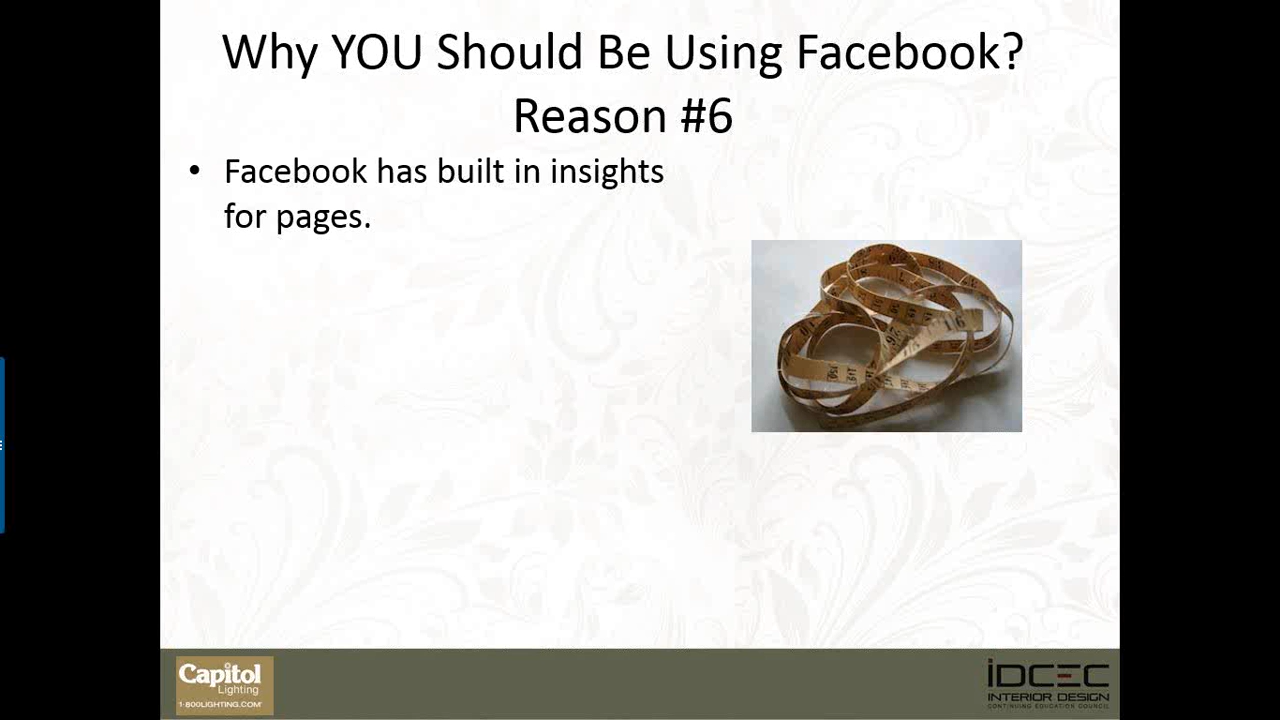 Why YOU Should Be Using Facebook?
Reason #6
• Facebook has built in insights
for pages.
16
Capitol
Lighting
1·800LIGHTING.COM
IDCEC
INTERIOR DESIGN
CONTINUING EDUCATION COUNCIL